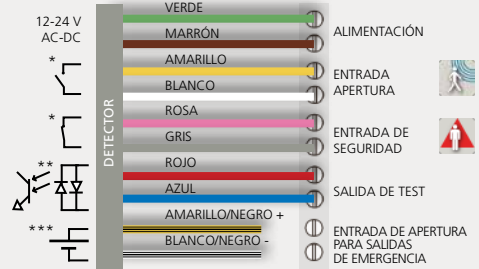 12-24 V
AC-DC
*
*
**
***
DETECTOR
VERDE
MARRÓN
AMARILLO
BLANCO
ROSA
GRIS
ROJO
AZUL
AMARILLO/NEGRO +
BLANCO/NEGRO -
ALIMENTACIÓN
ENTRADA
APERTURA
ENTRADA DE
SEGURIDAD
SALIDA DE TEST
ENTRADA DE APERTURA
PARA SALIDAS
DE EMERGENCIA